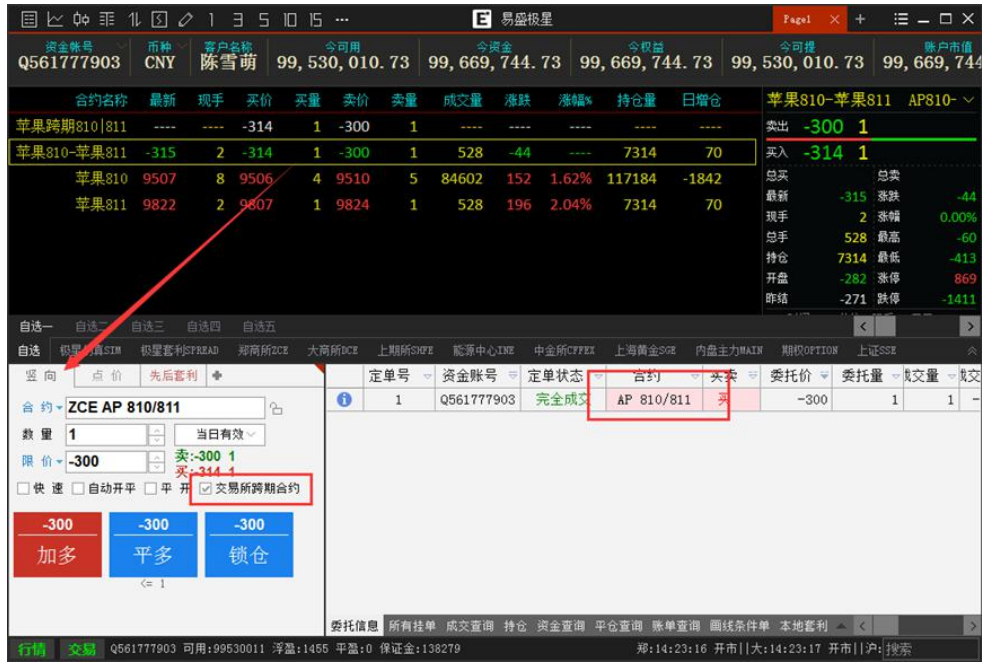 1 3 5 10 15 ... E 易盛极星 Page1 × +
资金帐号 币种 客户名称 今可用 今资金 今权益 今可提 账户市值
Q561777903 CNY 陈雪萌 99,530,010.73 99,669,744.73 99,669,744.73 99,530,010.73 99,669,744
合约名称 最新 现手 买价 买量 卖价 卖量 成交量 涨跌 涨幅% 持仓量 日增仓
苹果跨期810|811 ---- ---- -314 1 -300 1 ---- ---- ---- ---- ----
苹果810-苹果811 -315 2 -314 1 -300 1 528 -44 ---- 7314 70
苹果810 9507 8 9506 4 9510 5 84602 152 1.62% 117184 -1842
苹果811 9822 2 9807 1 9824 1 528 196 2.04% 7314 70
苹果810-苹果811 AP810-
卖出 -300 1
买入 -314 1
总买 总卖
最新 -315 涨跌 -44
现手 2 涨幅 0.00%
总手 528 最高 -60
持仓 7314 最低 -413
开盘 -282 涨停 869
昨结 -271 跌停 -1411
自选一 自选二 自选三 自选四 自选五
自选 极星仿真SIM 极星套利SPREAD 郑商所ZCE 大商所DCE 上期所SHFE 能源中心INE 中金所CFFEX 上海黄金SGE 内盘主力MAIN 期权OPTION 上证SSE
竖向 点价 先后套利 +
合约 ZCE AP 810/811
数量 1 当日有效
限价 -300 卖:-300 1
买:-314 1
快速 自动开平 平开 交易所跨期合约
-300 -300 -300
加多 平多 锁仓
<= 1
定单号 资金账号 定单状态 合约 买卖 委托价 委托量 成交量 成交
1 Q561777903 完全成交 AP 810/811 买 -300 1 1 -
委托信息 所有挂单 成交查询 持仓 资金查询 平仓查询 账单查询 画线条件单 本地套利
行情 交易 Q561777903 可用:99530011 浮盈:1455 平盈:0 保证金:138279 郑:14:23:16 开市||大:14:23:17 开市||沪: 搜索